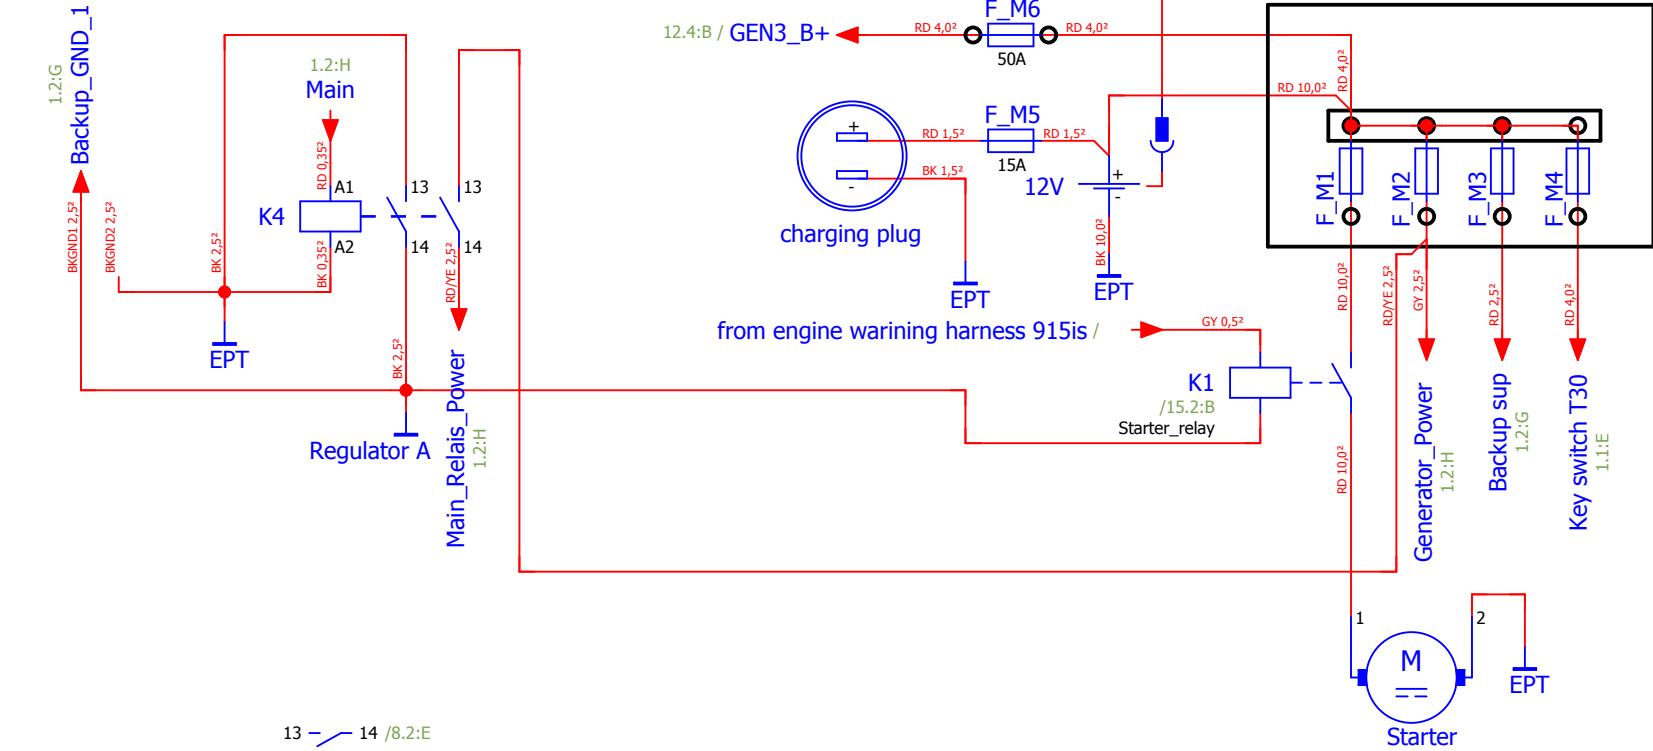 Backup_GND_1
1.2:G
1.2:H
Main
RD 0,35²
A1
K4
A2
BK 0,35²
BKGND1 2,5²
BKGND2 2,5²
BK 2,5²
EPT
13
14
13
14
RD/YE 2,5²
BK 2,5²
Regulator A
Main_Relais_Power
1.2:H
13 14 /8.2:E
12.4:B / GEN3_B+
RD 4,0²
F_M6
50A
RD 4,0²
+
-
charging plug
RD 1,5²
F_M5
15A
RD 1,5²
BK 1,5²
EPT
12V
+
-
BK 10,0²
EPT
RD 10,0²
RD 4,0²
F_M1
F_M2
F_M3
F_M4
from engine warining harness 915is /
GY 0,5²
K1
/15.2:B
Starter_relay
RD 10,0²
RD/YE 2,5²
GY 2,5²
RD 2,5²
RD 4,0²
Generator_Power
1.2:H
Backup sup
1.2:G
Key switch T30
1.1:E
RD 10,0²
1
2
M
Starter
EPT